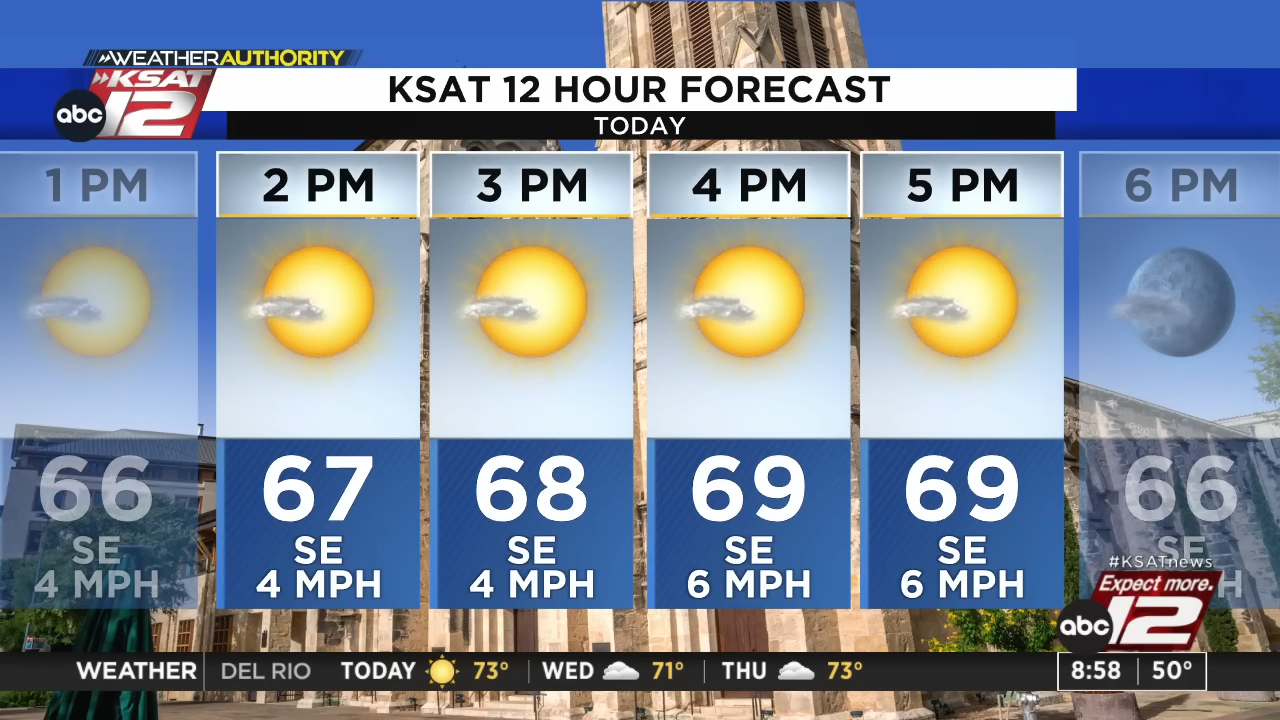 WEATHERAUTHORITY
KSAT
abc 12
KSAT 12 HOUR FORECAST
TODAY
1 PM 2 PM 3 PM 4 PM 5 PM 6 PM
66 67 68 69 69 66
SE SE SE SE SE SE
4 MPH 4 MPH 4 MPH 6 MPH 6 MPH
#KSATnews
Expect more.
abc 12
WEATHER DEL RIO TODAY 73° WED 71° THU 73° 8:58 50°